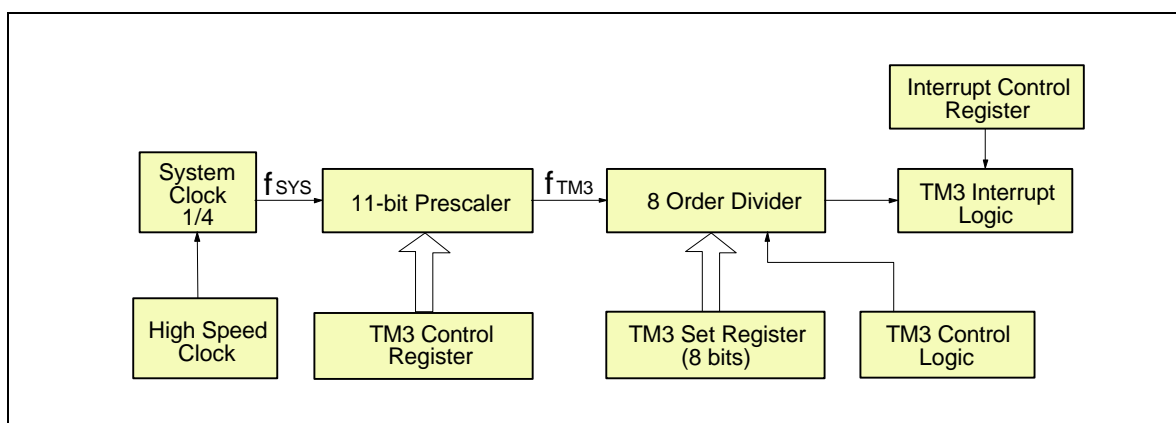 Interrupt Control
Register
System
Clock
1/4
fSYS
11-bit Prescaler
fTM3
8 Order Divider
TM3 Interrupt
Logic
High Speed
Clock
TM3 Control
Register
TM3 Set Register
(8 bits)
TM3 Control
Logic